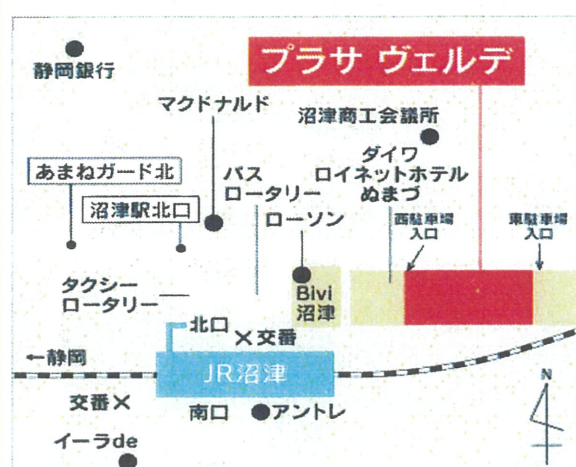 静岡銀行
プラザ ヴェルデ
マクドナルド
沼津商工会議所
あまねガード北
バス
ロータリー
ダイワ
ロイネットホテル
ぬまづ
沼津駅北口
ローソン
西駐車場
入口
東駐車場
入口
タクシー
ロータリー
Bivi
沼津
北口
×交番
←静岡
JR沼津
N
交番×
南口
アントレ
イーラde